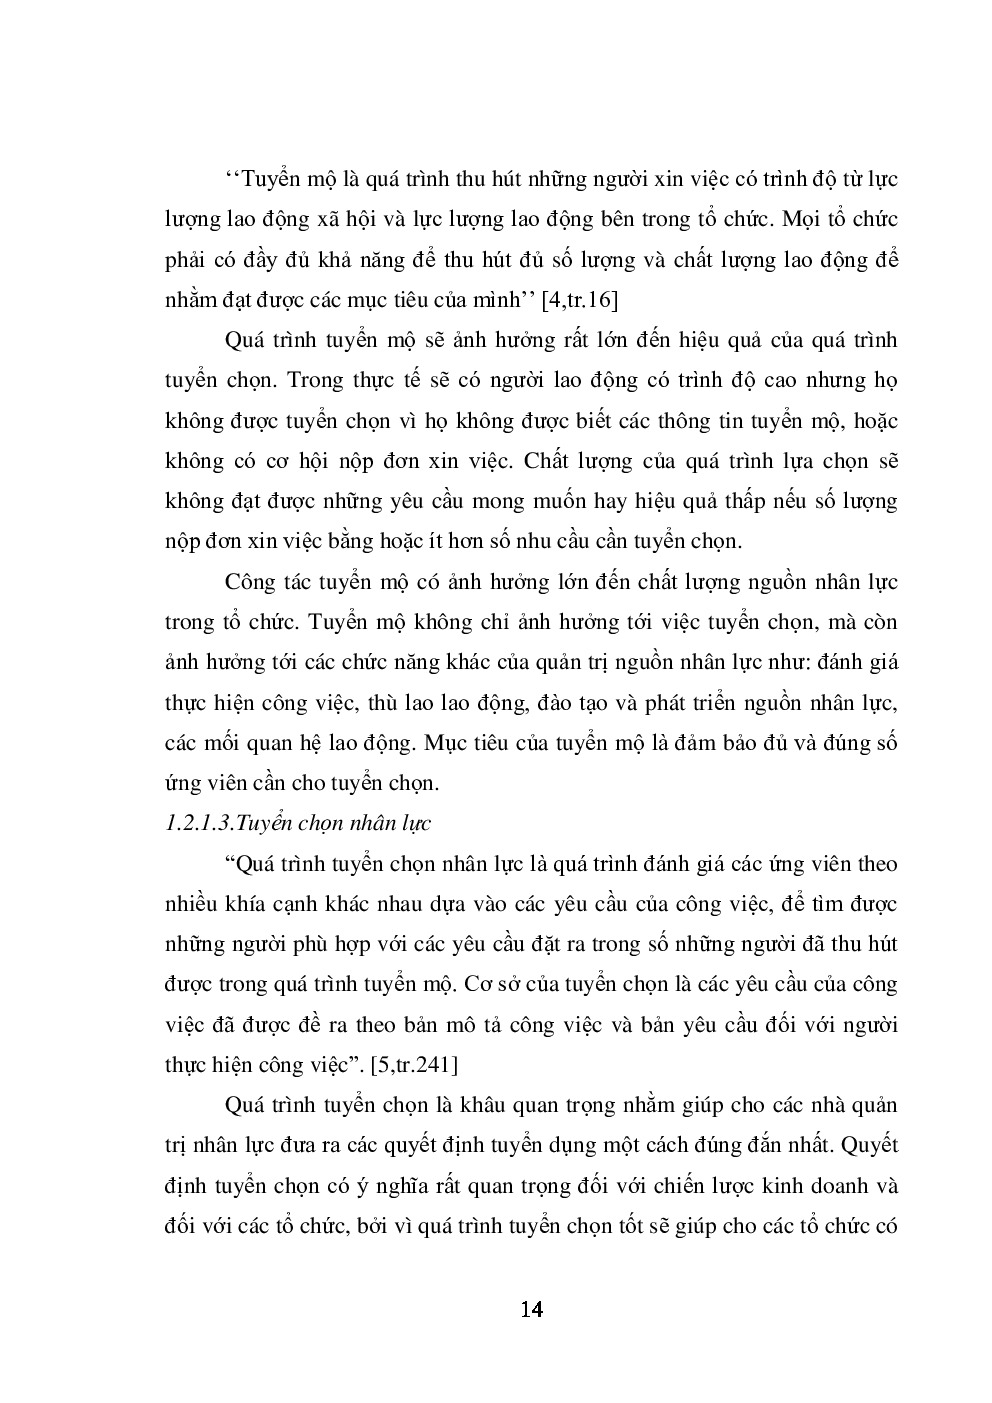 ‘‘Tuyển mộ là quá trình thu hút những người xin việc có trình độ từ lực
lượng lao động xã hội và lực lượng lao động bên trong tổ chức. Mọi tổ chức
phải có đầy đủ khả năng để thu hút đủ số lượng và chất lượng lao động để
nhằm đạt được các mục tiêu của mình’’ [4,tr.16]
Quá trình tuyển mộ sẽ ảnh hưởng rất lớn đến hiệu quả của quá trình
tuyển chọn. Trong thực tế sẽ có người lao động có trình độ cao nhưng họ
không được tuyển chọn vì họ không được biết các thông tin tuyển mộ, hoặc
không có cơ hội nộp đơn xin việc. Chất lượng của quá trình lựa chọn sẽ
không đạt được những yêu cầu mong muốn hay hiệu quả thấp nếu số lượng
nộp đơn xin việc bằng hoặc ít hơn số nhu cầu cần tuyển chọn.
Công tác tuyển mộ có ảnh hưởng lớn đến chất lượng nguồn nhân lực
trong tổ chức. Tuyển mộ không chỉ ảnh hưởng tới việc tuyển chọn, mà còn
ảnh hưởng tới các chức năng khác của quản trị nguồn nhân lực như: đánh giá
thực hiện công việc, thù lao lao động, đào tạo và phát triển nguồn nhân lực,
các mối quan hệ lao động. Mục tiêu của tuyển mộ là đảm bảo đủ và đúng số
ứng viên cần cho tuyển chọn.
1.2.1.3.Tuyển chọn nhân lực
“Quá trình tuyển chọn nhân lực là quá trình đánh giá các ứng viên theo
nhiều khía cạnh khác nhau dựa vào các yêu cầu của công việc, để tìm được
những người phù hợp với các yêu cầu đặt ra trong số những người đã thu hút
được trong quá trình tuyển mộ. Cơ sở của tuyển chọn là các yêu cầu của công
việc đã được đề ra theo bản mô tả công việc và bản yêu cầu đối với người
thực hiện công việc”. [5,tr.241]
Quá trình tuyển chọn là khâu quan trọng nhằm giúp cho các nhà quản
trị nhân lực đưa ra các quyết định tuyển dụng một cách đúng đắn nhất. Quyết
định tuyển chọn có ý nghĩa rất quan trọng đối với chiến lược kinh doanh và
đối với các tổ chức, bởi vì quá trình tuyển chọn tốt sẽ giúp cho các tổ chức có
14